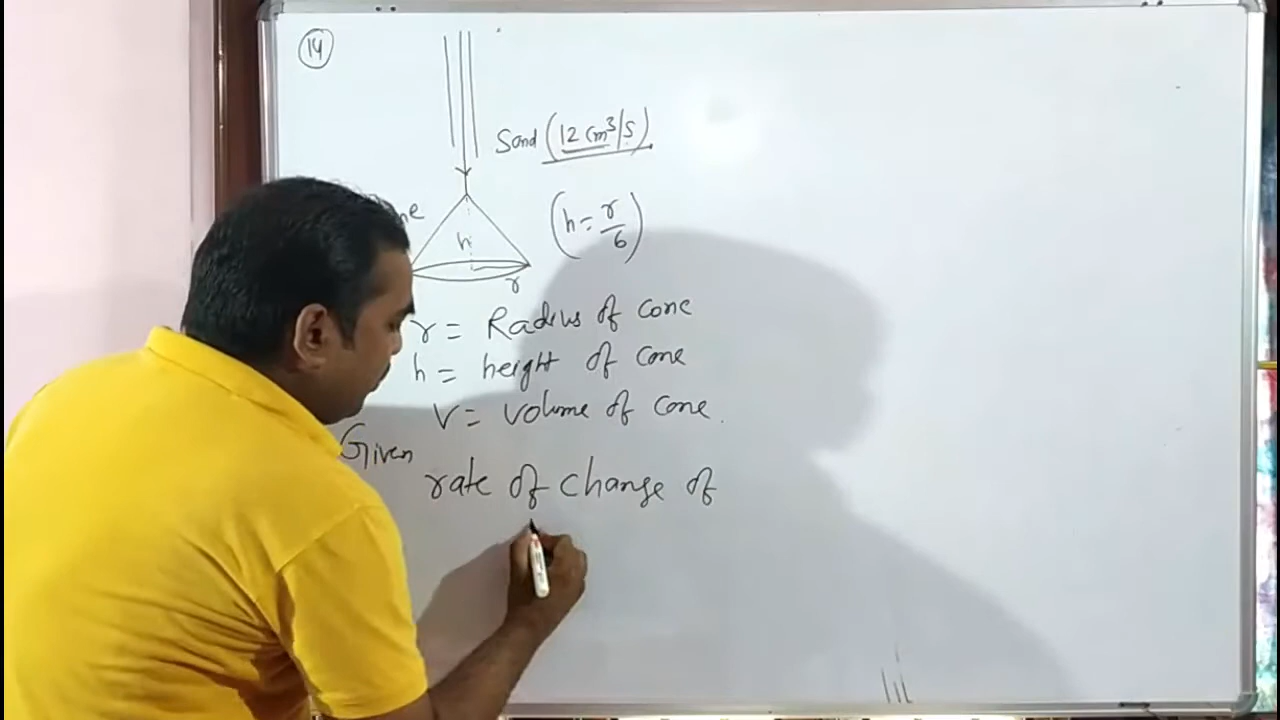 14
Sand (12 cm³/s)
(h = r/6)
h
r
r = Radius of cone
h = height of cone
V = Volume of cone.
Given
rate of change of